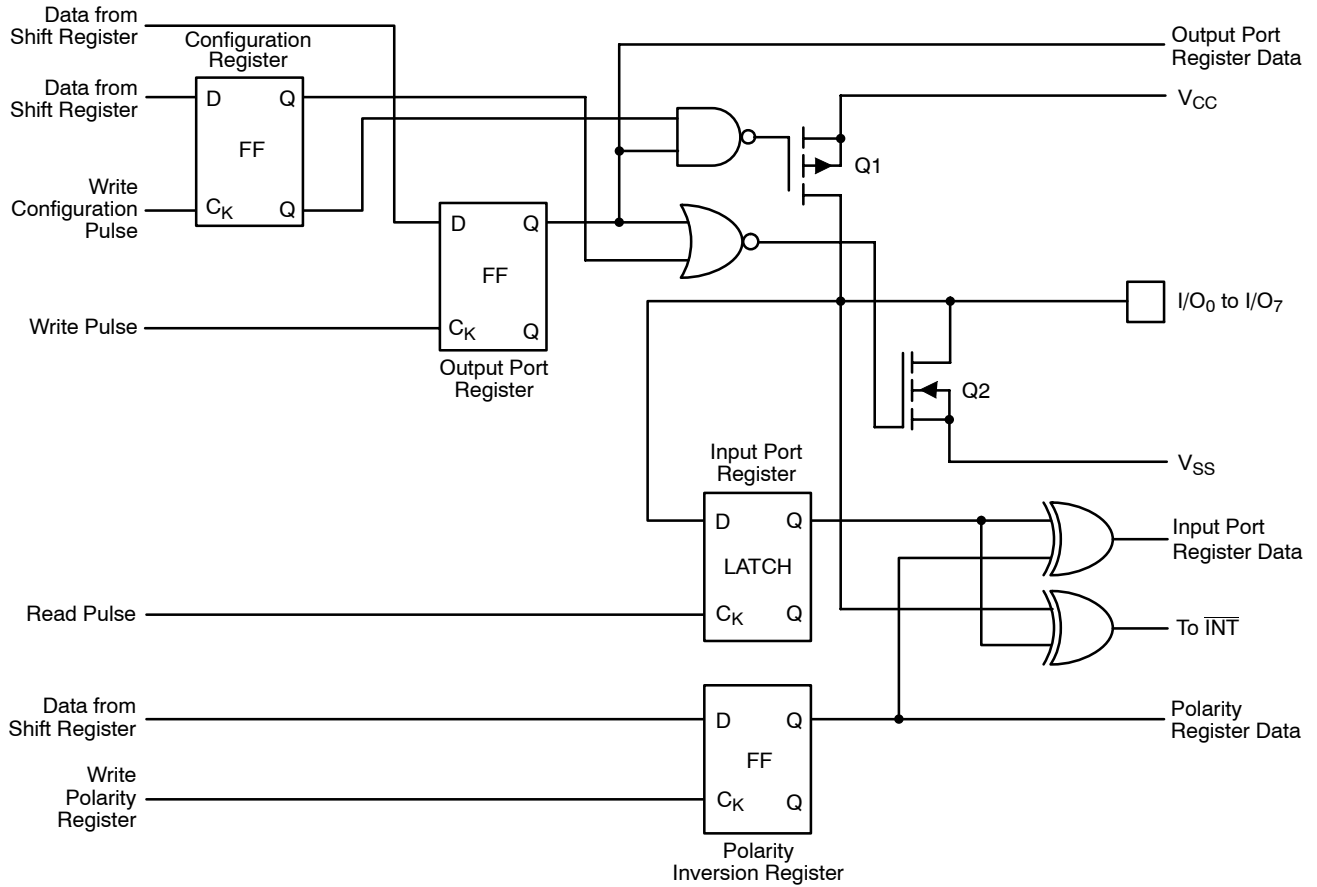 Data from
Shift Register
Configuration
Register
Output Port
Register Data
Data from
Shift Register
D
Q
FF
CK
Q
Write
Configuration
Pulse
VCC
Q1
D
Q
FF
CK
Q
Output Port
Register
Write Pulse
I/O0 to I/O7
Q2
VSS
Input Port
Register
D
Q
LATCH
CK
Q
Read Pulse
Input Port
Register Data
To INT
Data from
Shift Register
D
Q
FF
CK
Q
Write
Polarity
Register
Polarity
Register Data
Polarity
Inversion Register